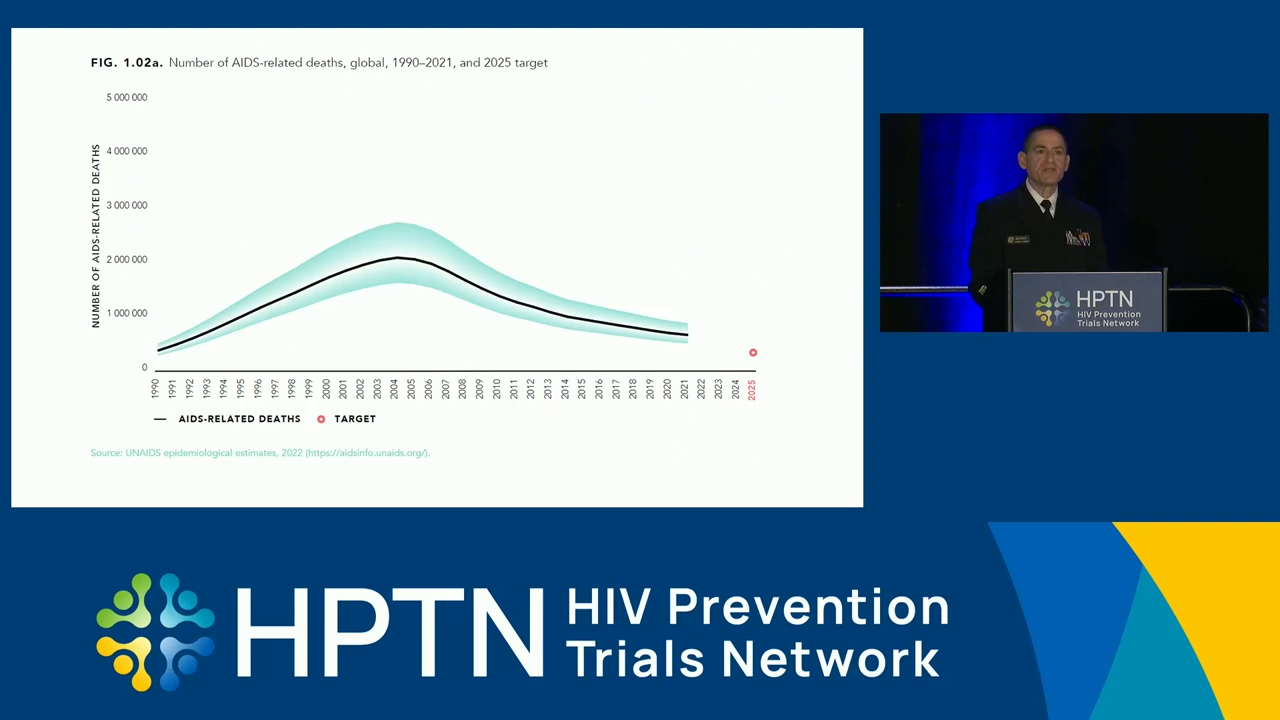 FIG. 1.02a. Number of AIDS-related deaths, global, 1990–2021, and 2025 target
NUMBER OF AIDS-RELATED DEATHS
5 000 000
4 000 000
3 000 000
2 000 000
1 000 000
0
1990 1991 1992 1993 1994 1995 1996 1997 1998 1999 2000 2001 2002 2003 2004 2005 2006 2007 2008 2009 2010 2011 2012 2013 2014 2015 2016 2017 2018 2019 2020 2021 2022 2023 2024 2025
AIDS-RELATED DEATHS TARGET
Source: UNAIDS epidemiological estimates, 2022 (https://aidsinfo.unaids.org/).
HPTN
HIV Prevention
Trials Network
HPTN
HIV Prevention
Trials Network